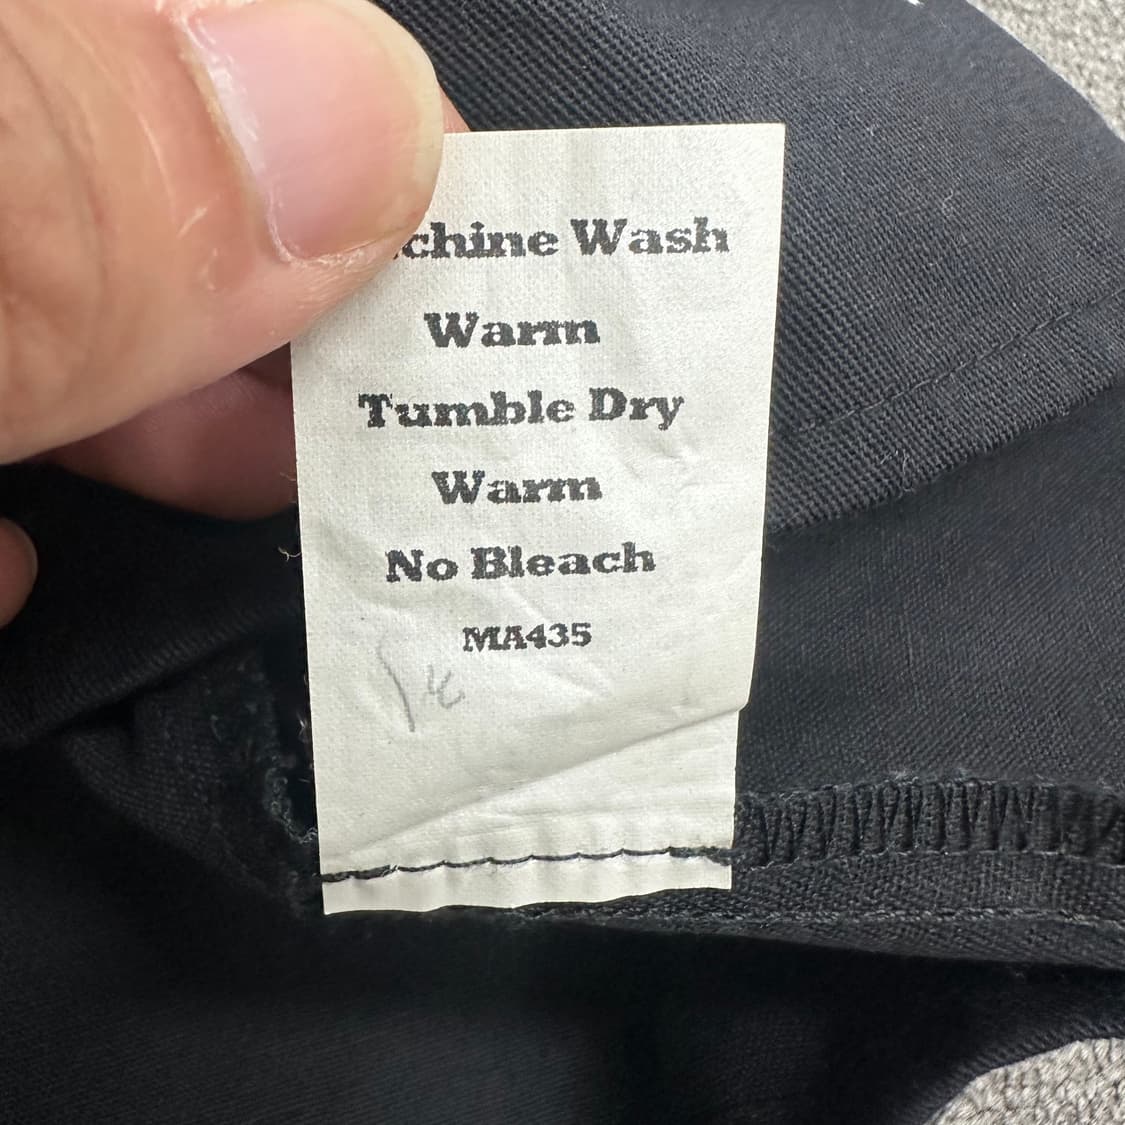 chine Wash
Warm
Tumble Dry
Warm
No Bleach
MA435